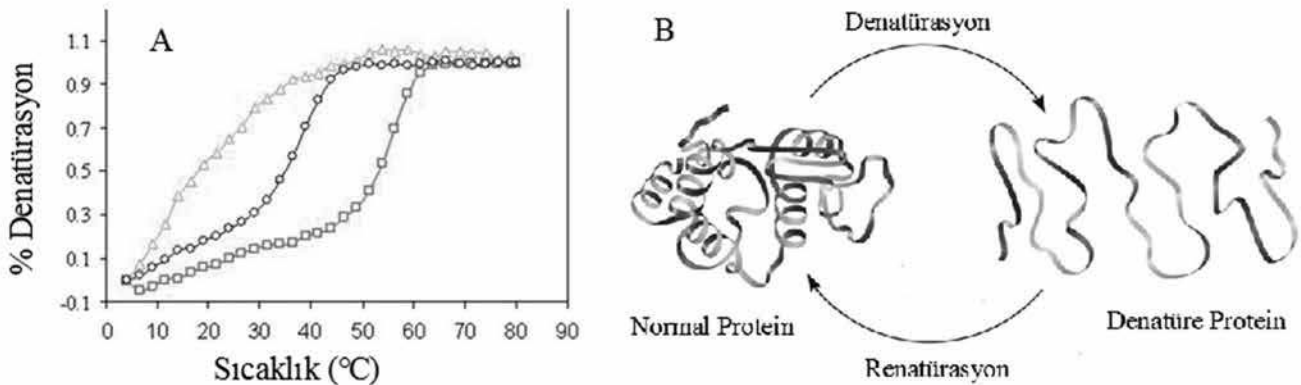 A
1.1
0.9
0.7
0.5
0.3
0.1
-0.1
% Denatürasyon
0 10 20 30 40 50 60 70 80 90
Sıcaklık (°C)
B
Denatürasyon
Normal Protein
Denatüre Protein
Renatürasyon